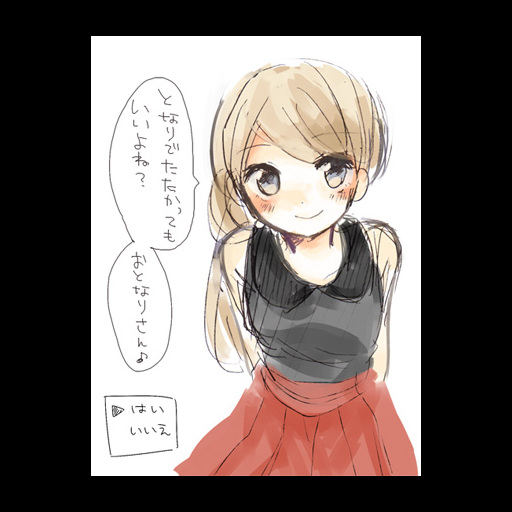 となりでたたかっても
いいよね？
おとなりさん♪
▷はい
いいえ